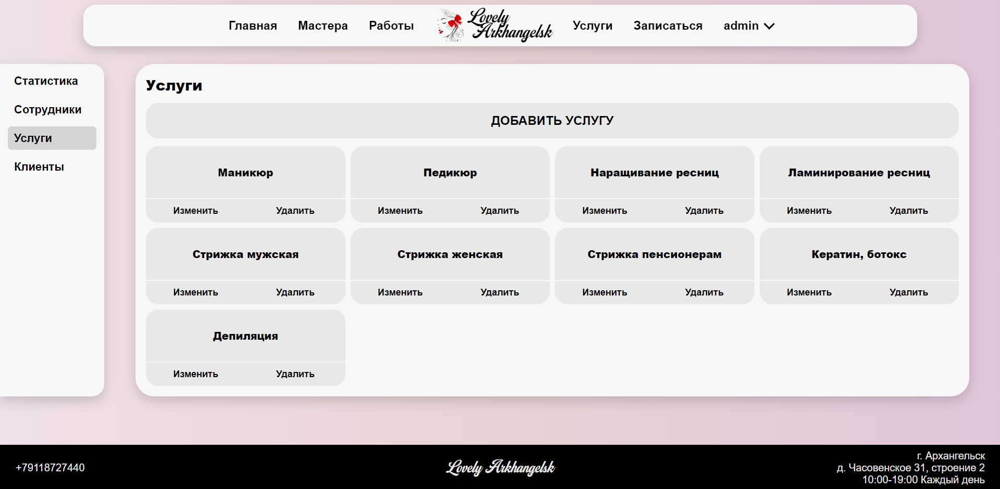 Главная Мастера Работы Lovely Arkhangelsk Услуги Записаться admin
Статистика
Сотрудники
Услуги
Клиенты
Услуги
ДОБАВИТЬ УСЛУГУ
Маникюр Педикюр Наращивание ресниц Ламинирование ресниц
Изменить Удалить Изменить Удалить Изменить Удалить Изменить Удалить
Стрижка мужская Стрижка женская Стрижка пенсионерам Кератин, ботокс
Изменить Удалить Изменить Удалить Изменить Удалить Изменить Удалить
Депиляция
Изменить Удалить
+79118727440
Lovely Arkhangelsk
г. Архангельск
д. Часовенское 31, строение 2
10:00-19:00 Каждый день